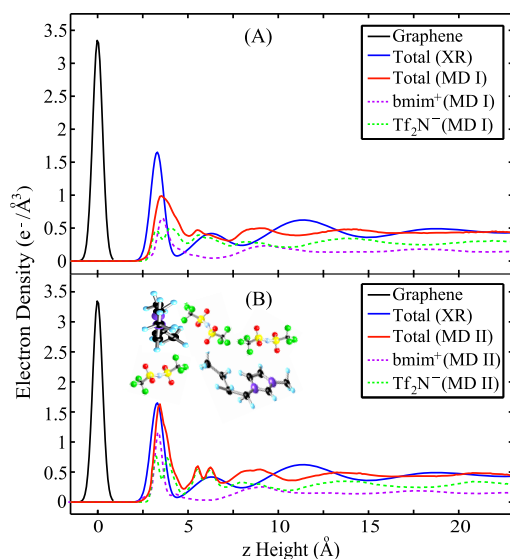 (A)
Graphene
Total (XR)
Total (MD I)
bmim⁺(MD I)
Tf₂N⁻(MD I)
3.5
3
2.5
2
1.5
1
0.5
0
(B)
Graphene
Total (XR)
Total (MD II)
bmim⁺(MD II)
Tf₂N⁻(MD II)
3.5
3
2.5
2
1.5
1
0.5
0
0 5 10 15 20
z Height (Å)
Electron Density (e⁻/Å³)